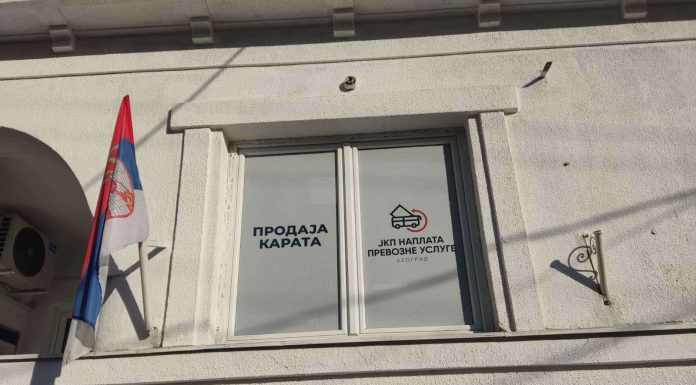 ПРОДАЈА
КАРАТА
ЈКП НАПЛАТА
ПРЕВОЗНЕ УСЛУГЕ
БЕОГРАД